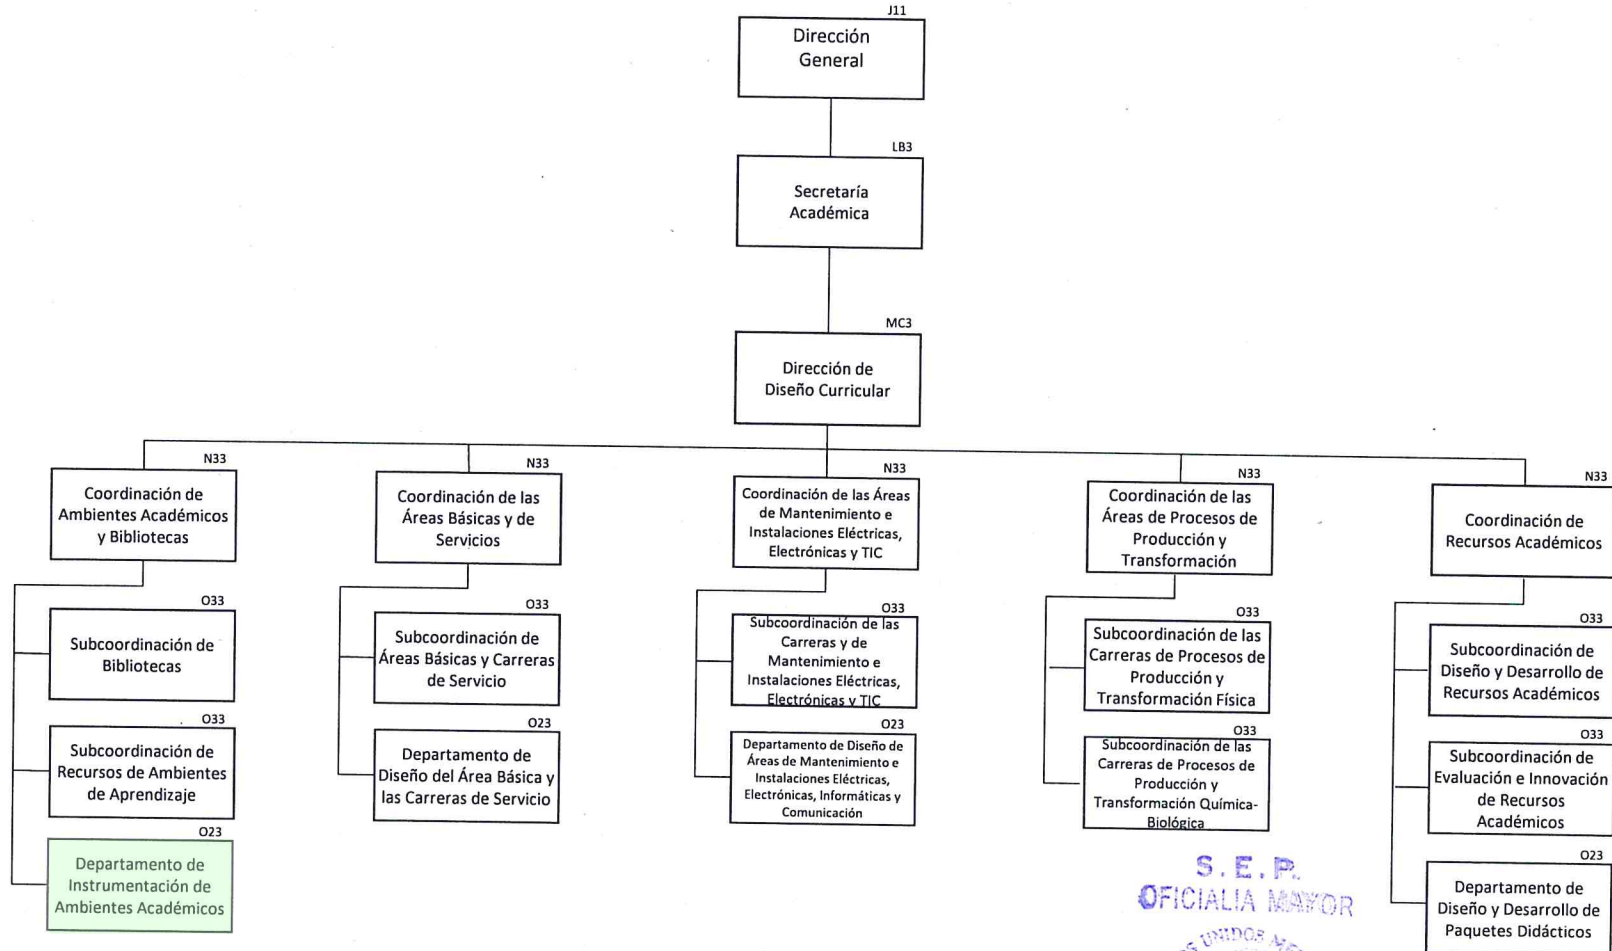 J11
Dirección
General
LB3
Secretaría
Académica
MC3
Dirección de
Diseño Curricular
N33
Coordinación de
Ambientes Académicos
y Bibliotecas
O33
Subcoordinación de
Bibliotecas
O33
Subcoordinación de
Recursos de Ambientes
de Aprendizaje
O23
Departamento de
Instrumentación de
Ambientes Académicos
N33
Coordinación de las
Áreas Básicas y de
Servicios
O33
Subcoordinación de
Áreas Básicas y Carreras
de Servicio
O23
Departamento de
Diseño del Área Básica y
las Carreras de Servicio
N33
Coordinación de las Áreas
de Mantenimiento e
Instalaciones Eléctricas,
Electrónicas y TIC
O33
Subcoordinación de las
Carreras y de
Mantenimiento e
Instalaciones Eléctricas,
Electrónicas y TIC
O23
Departamento de Diseño de
Áreas de Mantenimiento e
Instalaciones Eléctricas,
Electrónicas, Informáticas y
Comunicación
N33
Coordinación de las
Áreas de Procesos de
Producción y
Transformación
O33
Subcoordinación de las
Carreras de Procesos de
Producción y
Transformación Física
O33
Subcoordinación de las
Carreras de Procesos de
Producción y
Transformación Química-
Biológica
N33
Coordinación de
Recursos Académicos
O33
Subcoordinación de
Diseño y Desarrollo de
Recursos Académicos
O33
Subcoordinación de
Evaluación e Innovación
de Recursos
Académicos
O23
Departamento de
Diseño y Desarrollo de
Paquetes Didácticos
S.E.P.
OFICIALIA MAYOR
UNIDOS